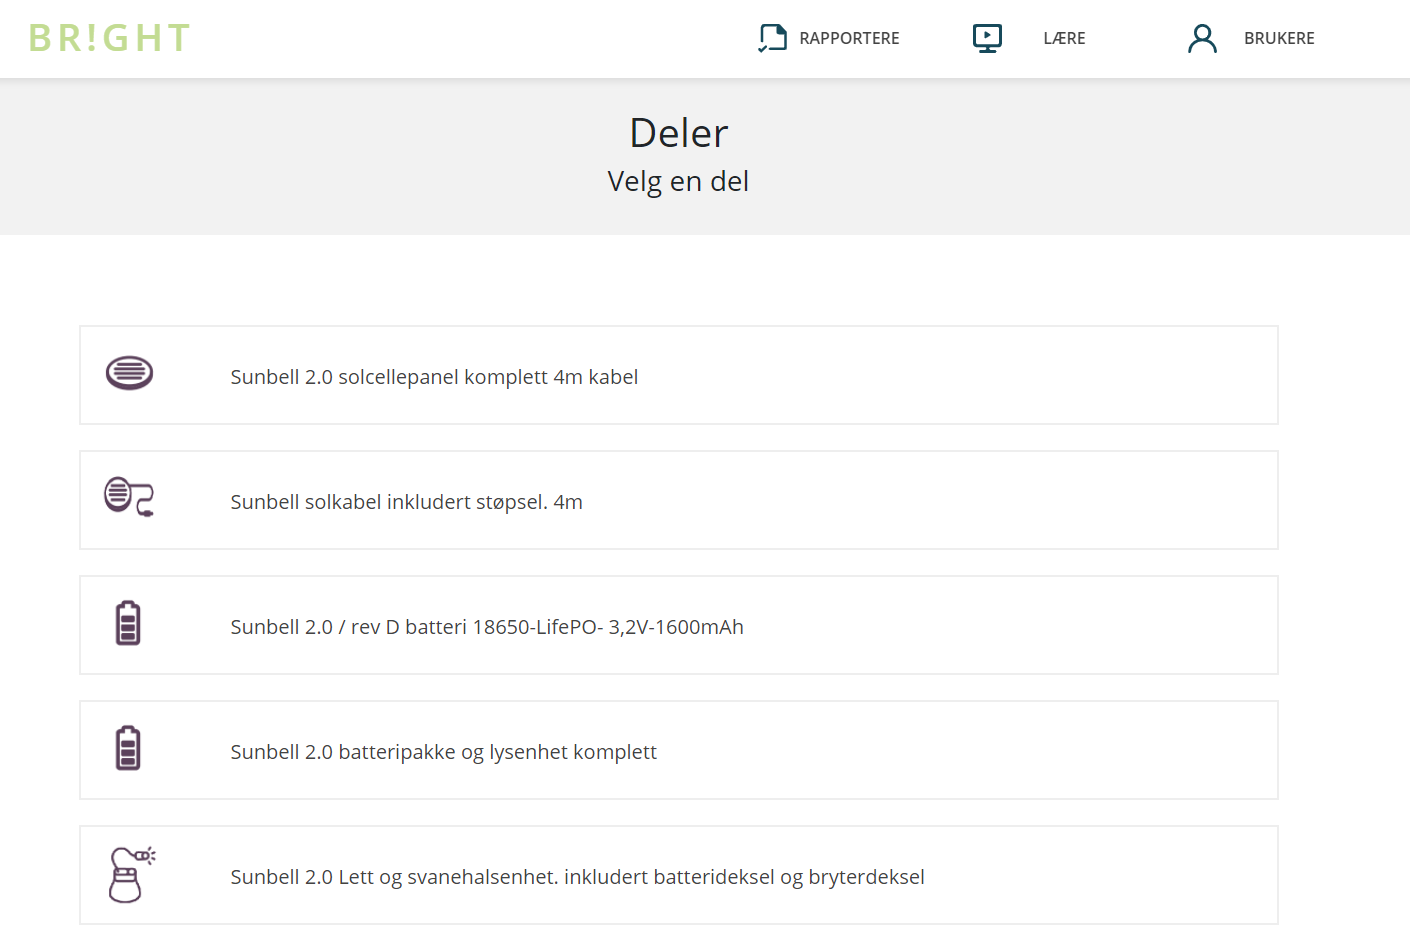 BR!GHT
RAPPORTERE
LÆRE
BRUKERE
Deler
Velg en del
Sunbell 2.0 solcellepanel komplett 4m kabel
Sunbell solkabel inkludert støpsel. 4m
Sunbell 2.0 / rev D batteri 18650-LifePO- 3,2V-1600mAh
Sunbell 2.0 batteripakke og lysenhet komplett
Sunbell 2.0 Lett og svanehalsenhet. inkludert batterideksel og bryterdeksel